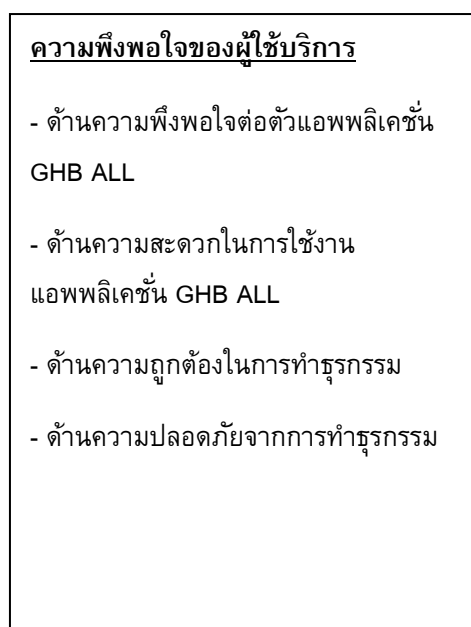 ความพึงพอใจของผู้ใช้บริการ
- ด้านความพึงพอใจต่อตัวแอพพลิเคชั่น
GHB ALL
- ด้านความสะดวกในการใช้งาน
แอพพลิเคชั่น GHB ALL
- ด้านความถูกต้องในการทำธุรกรรม
- ด้านความปลอดภัยจากการทำธุรกรรม